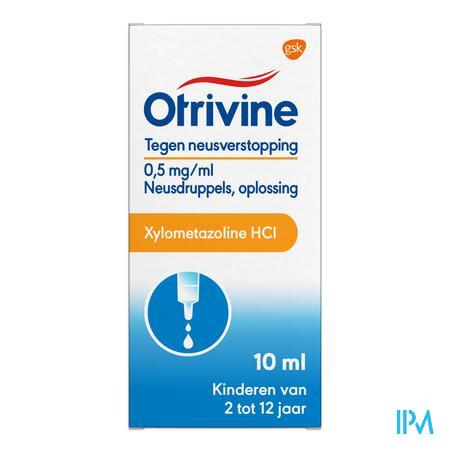 gsk
Otrivine
Tegen neusverstopping
0,5 mg/ml
Neusdruppels, oplossing
Xylometazoline HCl
10 ml
Kinderen van
2 tot 12 jaar
IPM